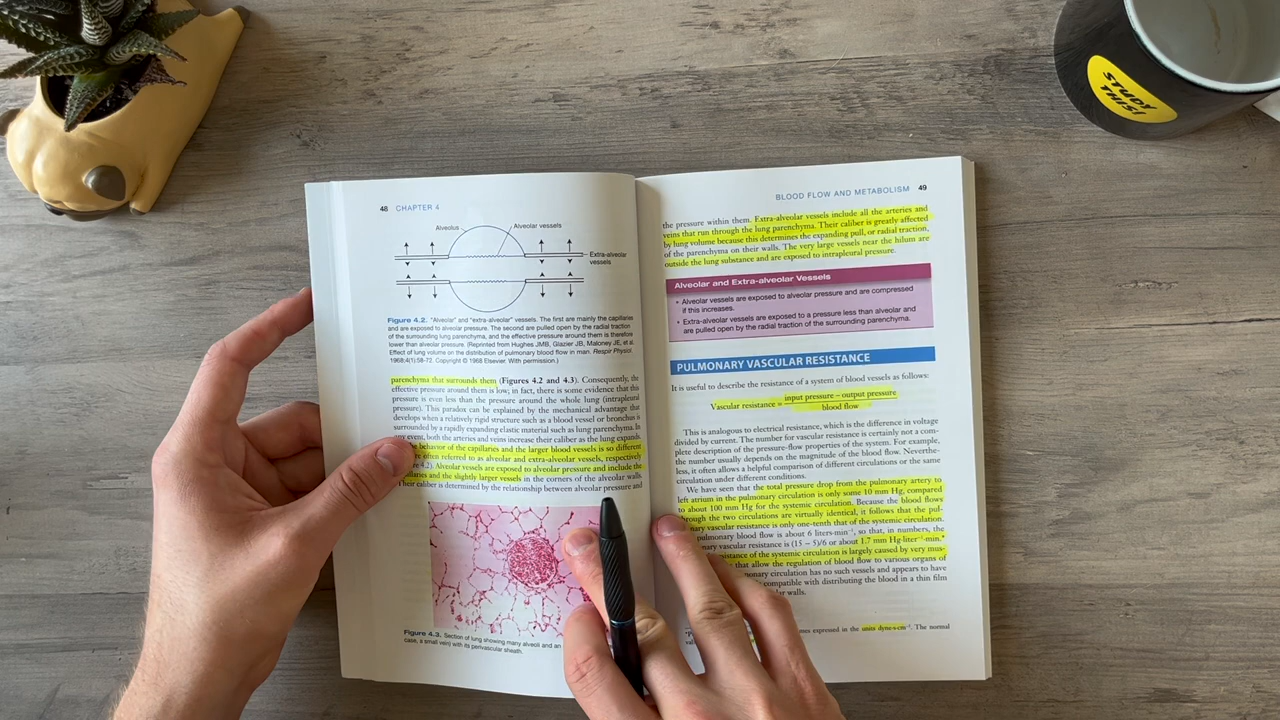 STUDY
THIS!
48 CHAPTER 4
Alveolus
Alveolar vessels
Extra-alveolar
vessels
Figure 4.2. "Alveolar" and "extra-alveolar" vessels. The first are mainly the capillaries
and are exposed to alveolar pressure. The second are pulled open by the radial traction
of the surrounding lung parenchyma, and the effective pressure around them is therefore
lower than alveolar pressure. (Reprinted from Hughes JMB, Glazier JB, Maloney JE, et al.
Effect of lung volume on the distribution of pulmonary blood flow in man. Respir Physiol.
1968;4(1):58-72. Copyright © 1968 Elsevier. With permission.)
parenchyma that surrounds them (Figures 4.2 and 4.3). Consequently, the
effective pressure around them is low; in fact, there is some evidence that this
pressure is even less than the pressure around the whole lung (intrapleural
pressure). This paradox can be explained by the mechanical advantage that
develops when a relatively rigid structure such as a blood vessel or bronchus is
surrounded by a rapidly expanding elastic material such as lung parenchyma. In
any event, both the arteries and veins increase their caliber as the lung expands.
behavior of the capillaries and the larger blood vessels is so different
often referred to as alveolar and extra-alveolar vessels, respectively
4.2). Alveolar vessels are exposed to alveolar pressure and include the
and the slightly larger vessels in the corners of the alveolar walls.
Their caliber is determined by the relationship between alveolar pressure and
Figure 4.3. Section of lung showing many alveoli and an
case, a small vein) with its perivascular sheath.
BLOOD FLOW AND METABOLISM 49
the pressure within them. Extra-alveolar vessels include all the arteries and
veins that run through the lung parenchyma. Their caliber is greatly affected
by lung volume because this determines the expanding pull, or radial traction,
of the parenchyma on their walls. The very large vessels near the hilum are
outside the lung substance and are exposed to intrapleural pressure.
Alveolar and Extra-alveolar Vessels
• Alveolar vessels are exposed to alveolar pressure and are compressed
if this increases.
• Extra-alveolar vessels are exposed to a pressure less than alveolar and
are pulled open by the radial traction of the surrounding parenchyma.
PULMONARY VASCULAR RESISTANCE
It is useful to describe the resistance of a system of blood vessels as follows:
Vascular resistance = input pressure − output pressure
blood flow
This is analogous to electrical resistance, which is the difference in voltage
divided by current. The number for vascular resistance is certainly not a com-
plete description of the pressure-flow properties of the system. For example,
the number usually depends on the magnitude of the blood flow. Neverthe-
less, it often allows a helpful comparison of different circulations or the same
circulation under different conditions.
We have seen that the total pressure drop from the pulmonary artery to
left atrium in the pulmonary circulation is only some 10 mm Hg, compared
to about 100 mm Hg for the systemic circulation. Because the blood flows
through the two circulations are virtually identical, it follows that the pul-
vascular resistance is only one-tenth that of the systemic circulation.
pulmonary blood flow is about 6 liters·min⁻¹, so that, in numbers, the
vascular resistance is (15 − 5)/6 or about 1.7 mm Hg·liter⁻¹·min.*
of the systemic circulation is largely caused by very mus-
that allow the regulation of blood flow to various organs of
circulation has no such vessels and appears to have
compatible with distributing the blood in a thin film
walls.
expressed in the units dyne·s·cm⁻⁵. The normal